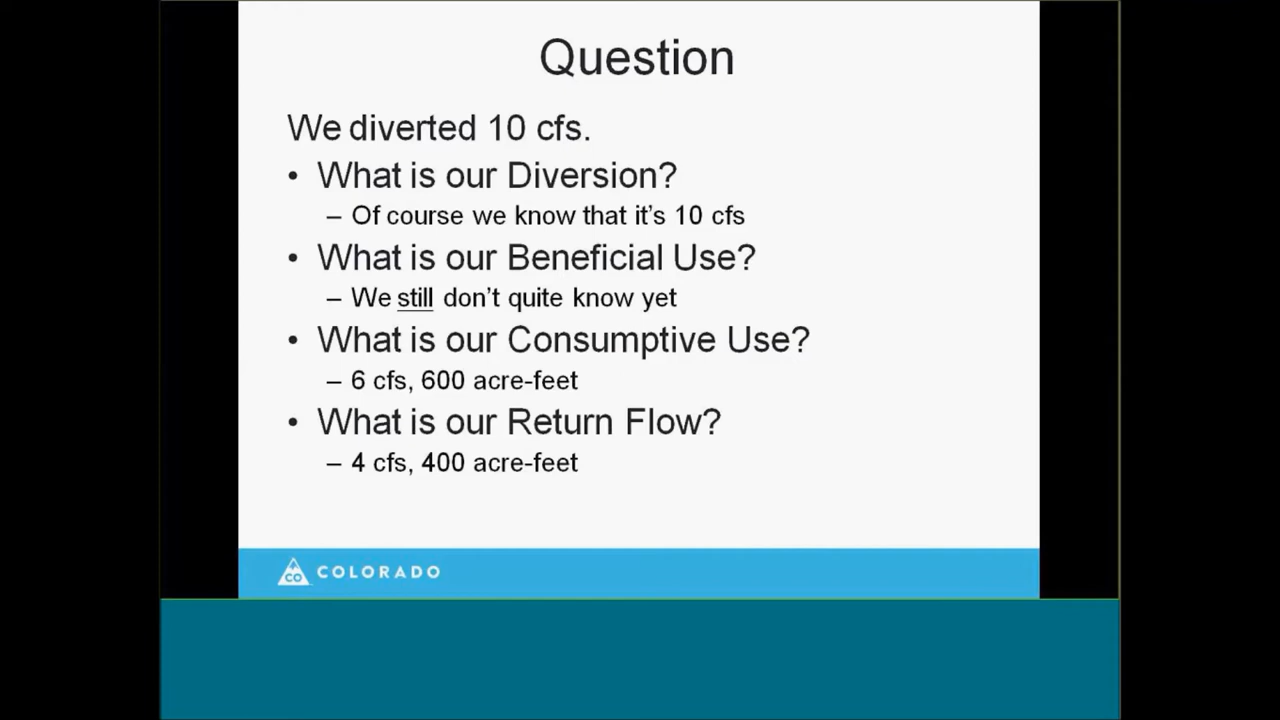 Question
We diverted 10 cfs.
• What is our Diversion?
– Of course we know that it's 10 cfs
• What is our Beneficial Use?
– We still don't quite know yet
• What is our Consumptive Use?
– 6 cfs, 600 acre-feet
• What is our Return Flow?
– 4 cfs, 400 acre-feet
CO COLORADO